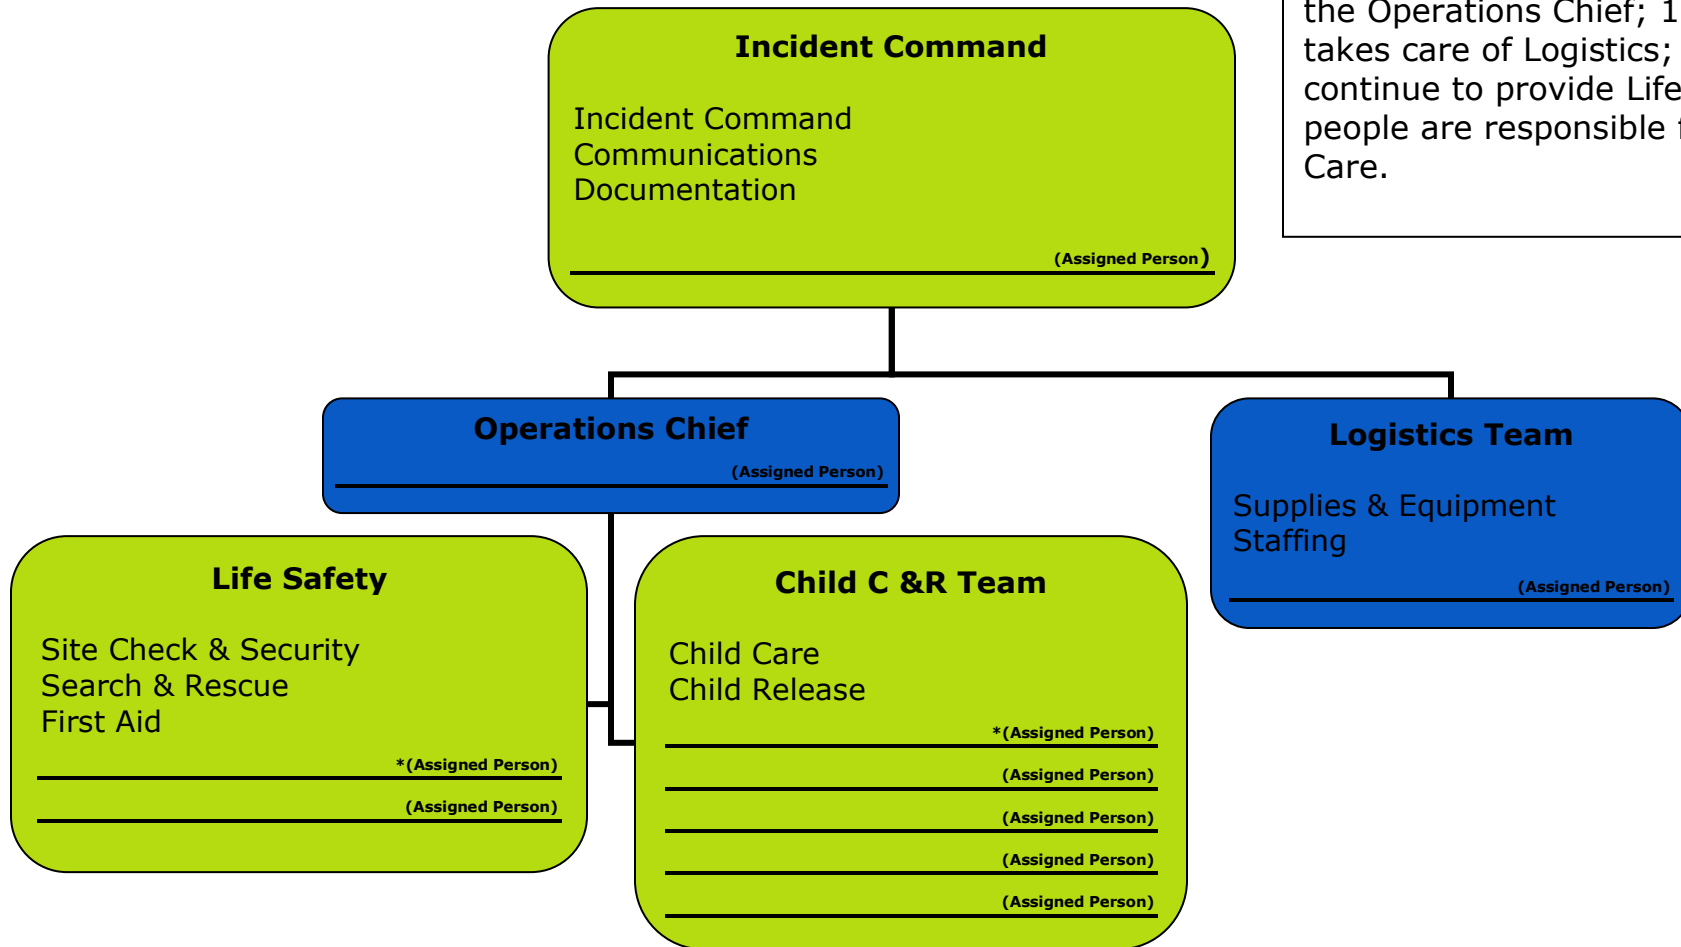 Incident Command
Incident Command
Communications
Documentation
(Assigned Person)
the Operations Chief; 1
takes care of Logistics;
continue to provide Life
people are responsible
Care.
Operations Chief
(Assigned Person)
Logistics Team
Supplies & Equipment
Staffing
(Assigned Person)
Life Safety
Site Check & Security
Search & Rescue
First Aid
*(Assigned Person)
(Assigned Person)
Child C &R Team
Child Care
Child Release
*(Assigned Person)
(Assigned Person)
(Assigned Person)
(Assigned Person)
(Assigned Person)